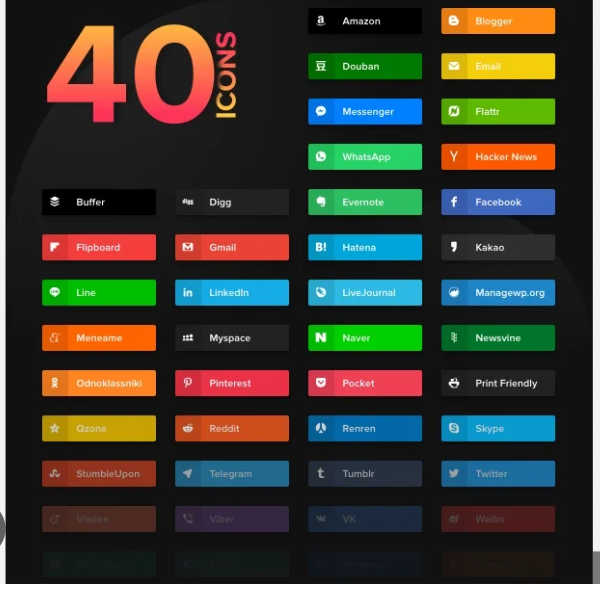 40 ICONS
Amazon Blogger
Douban Email
Messenger Flattr
WhatsApp Hacker News
Buffer Digg Evernote Facebook
Flipboard Gmail Hatena Kakao
Line LinkedIn LiveJournal Managewp.org
Meneame Myspace Naver Newsvine
Odnoklassniki Pinterest Pocket Print Friendly
Qzone Reddit Renren Skype
StumbleUpon Telegram Tumblr Twitter
Viadeo Viber VK Weibo